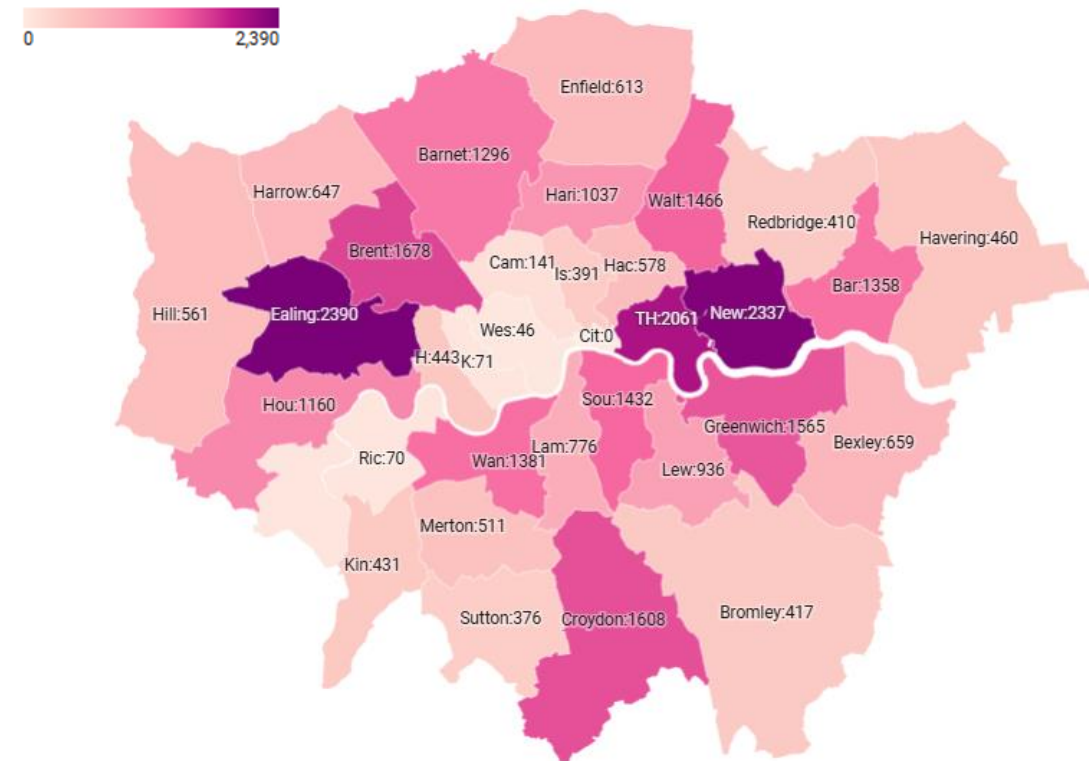 0 2,390
Enfield:613
Barnet:1296
Harrow:647
Hari:1037
Walt:1466
Redbridge:410
Havering:460
Brent:1678
Cam:141
Is:391
Hac:578
Bar:1358
Hill:561
Ealing:2390
Wes:46
Cit:0
TH:2061
New:2337
H:443
K:71
Hou:1160
Sou:1432
Greenwich:1565
Bexley:659
Ric:70
Wan:1381
Lam:776
Lew:936
Merton:511
Kin:431
Sutton:376
Croydon:1608
Bromley:417